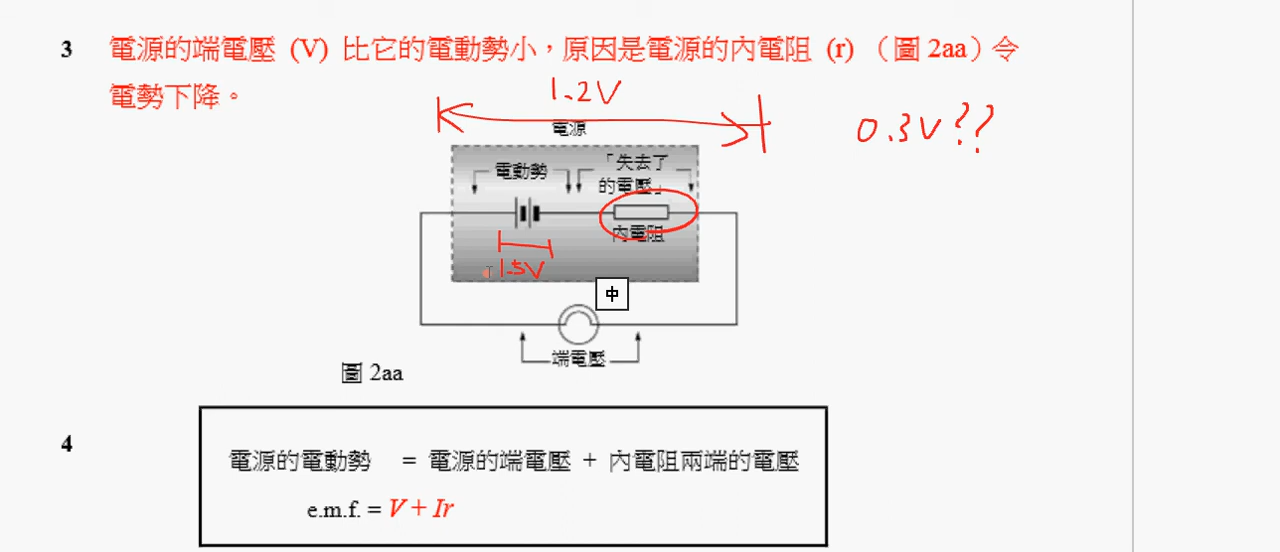 3 電源的端電壓 (V) 比它的電動勢小，原因是電源的內電阻 (r) （圖 2aa）令
電勢下降。
1.2V
0.3V??
電源
電動勢
「失去了
的電壓」
內電阻
1.5V
中
端電壓
圖 2aa
4
電源的電動勢 = 電源的端電壓 + 內電阻兩端的電壓
e.m.f. = V + Ir